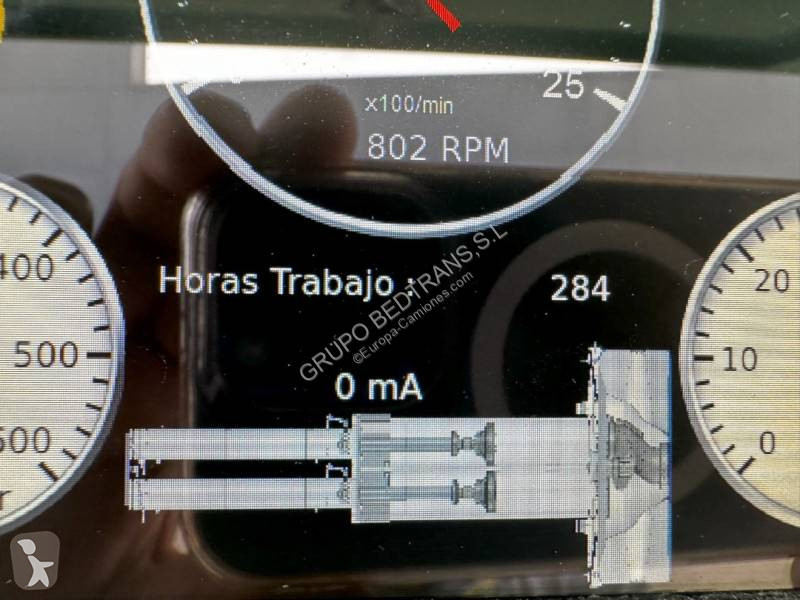 25
x100/min
802 RPM
400
500
Horas Trabajo :
284
20
10
0
0 mA
GRUPO BEDTRANS,S.L
©Europa-Camiones.com